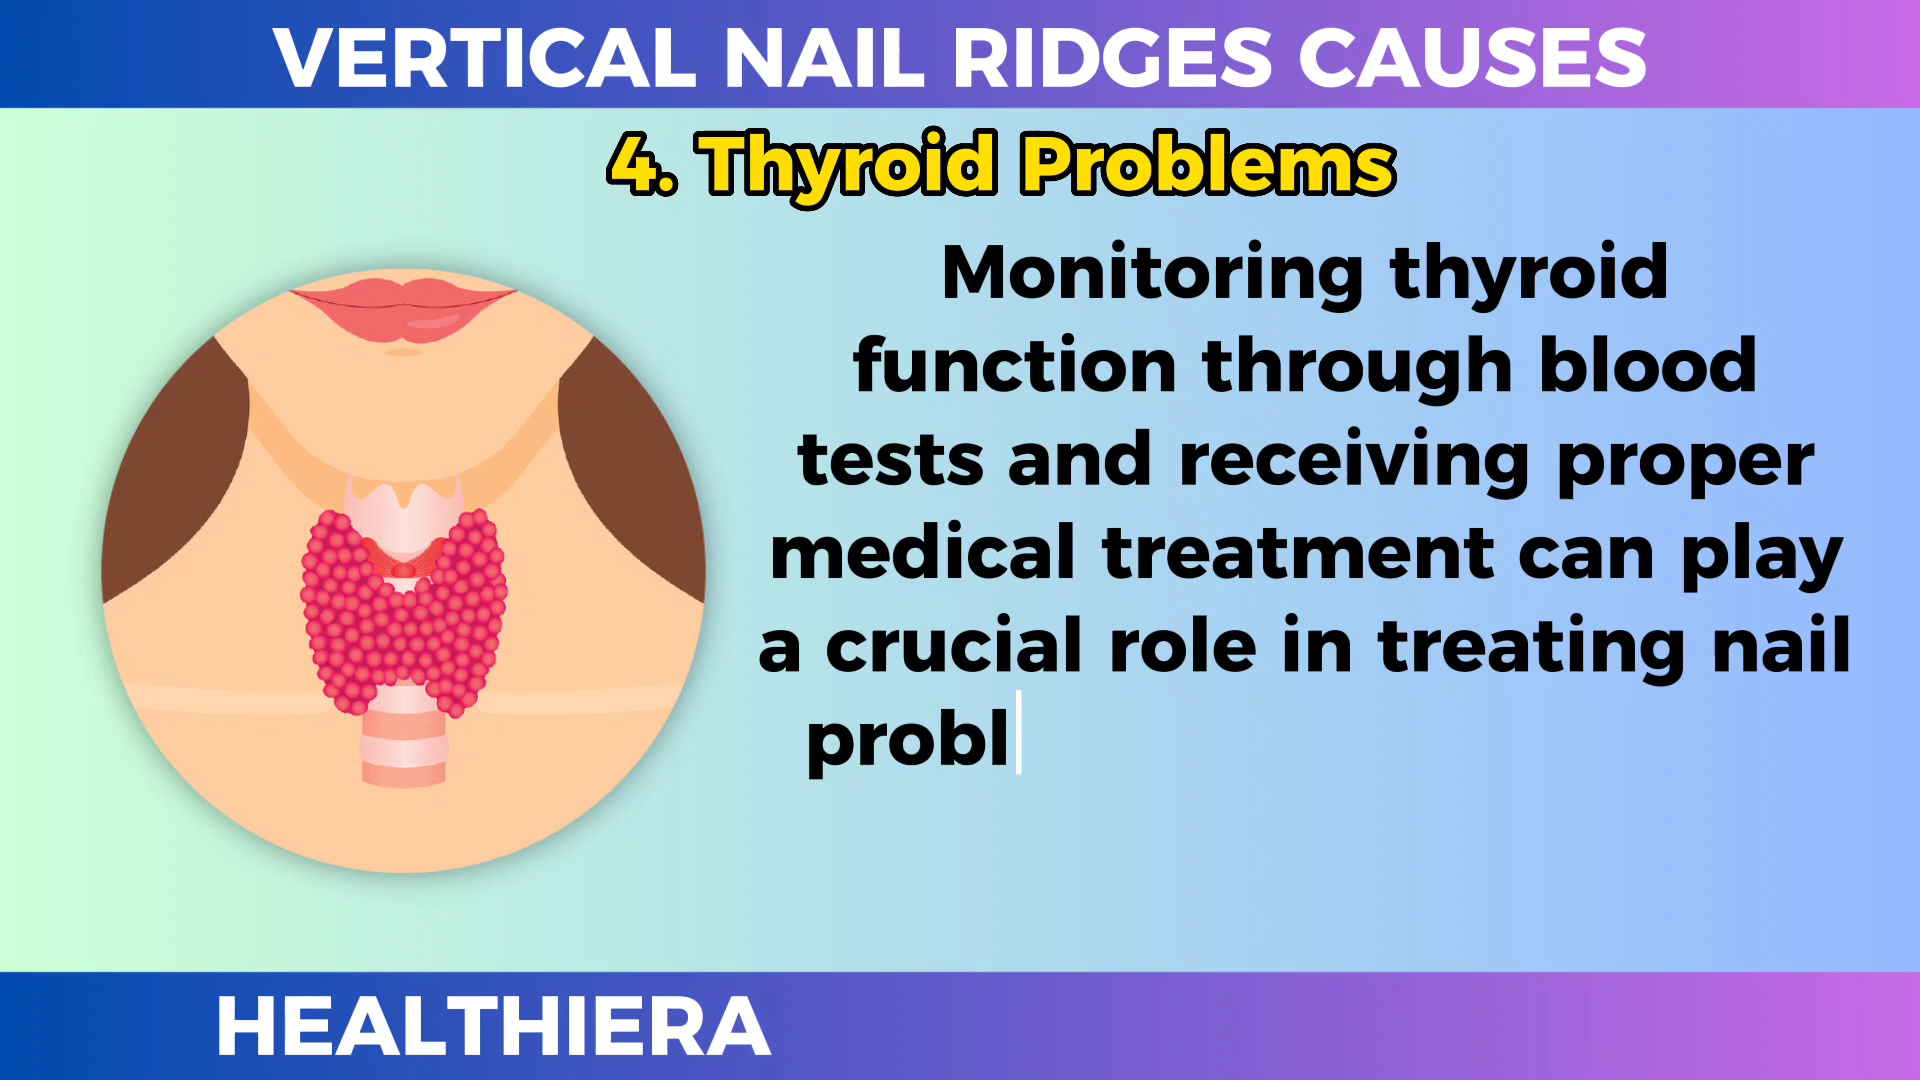 VERTICAL NAIL RIDGES CAUSES
4. Thyroid Problems
Monitoring thyroid
function through blood
tests and receiving proper
medical treatment can play
a crucial role in treating nail
probl
HEALTHIERA